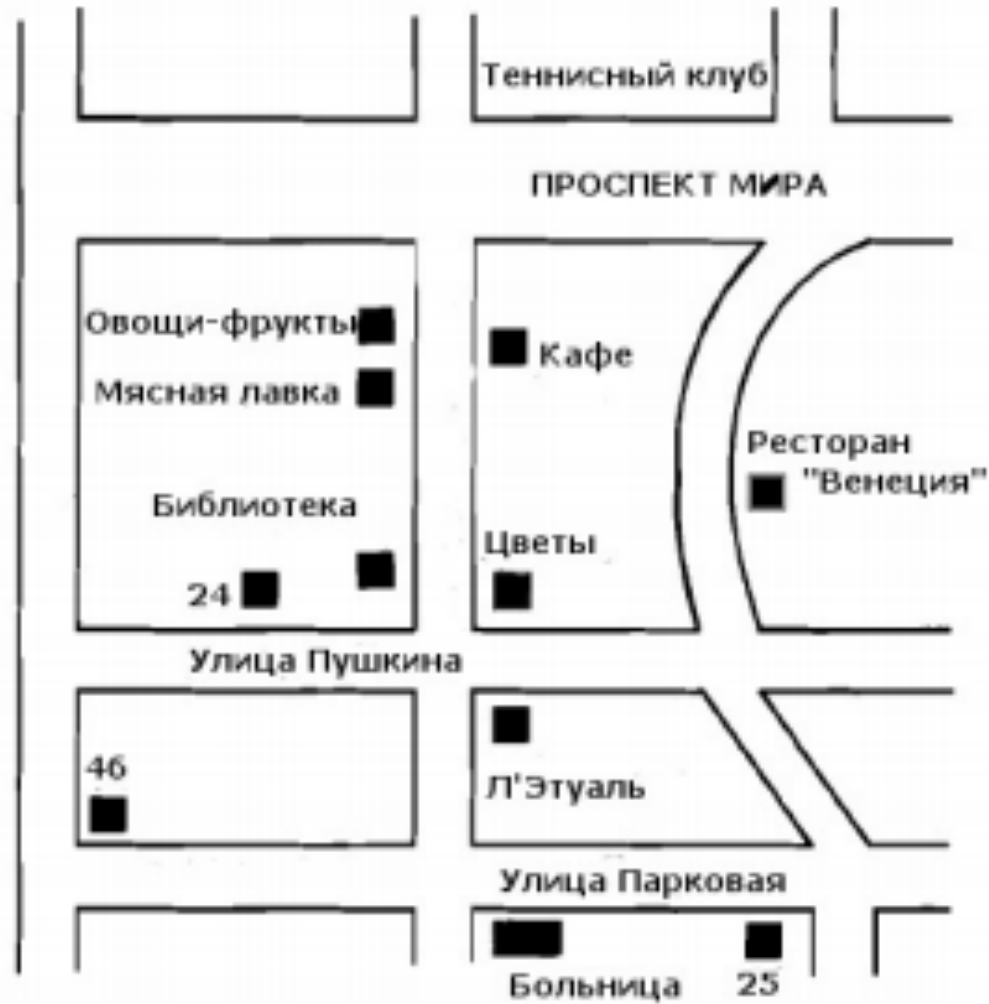 Теннисный клуб
ПРОСПЕКТ МИРА
Овощи-фрукты
Кафе
Мясная лавка
Ресторан
"Венеция"
Библиотека
Цветы
24
Улица Пушкина
46
Л'Этуаль
Улица Парковая
Больница
25